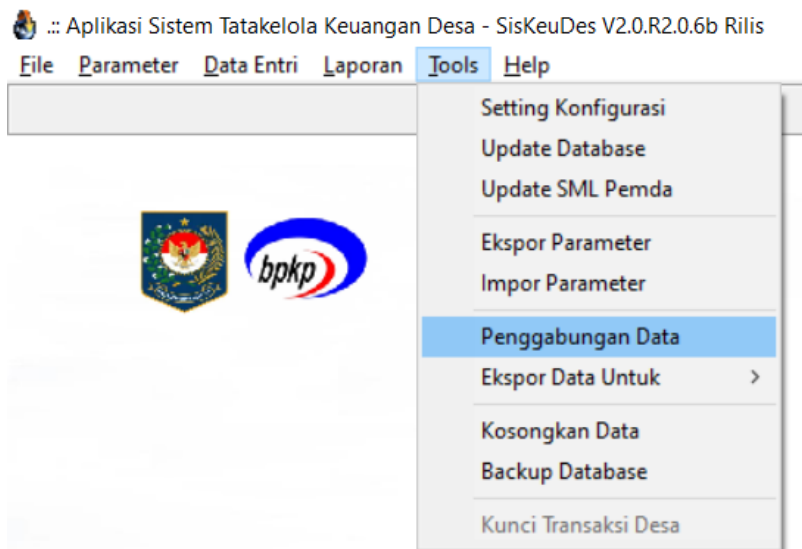 .:: Aplikasi Sistem Tatakelola Keuangan Desa - SisKeuDes V2.0.R2.0.6b Rilis
File Parameter Data Entri Laporan Tools Help
Setting Konfigurasi
Update Database
Update SML Pemda
bpkp
Ekspor Parameter
Impor Parameter
Penggabungan Data
Ekspor Data Untuk
Kosongkan Data
Backup Database
Kunci Transaksi Desa